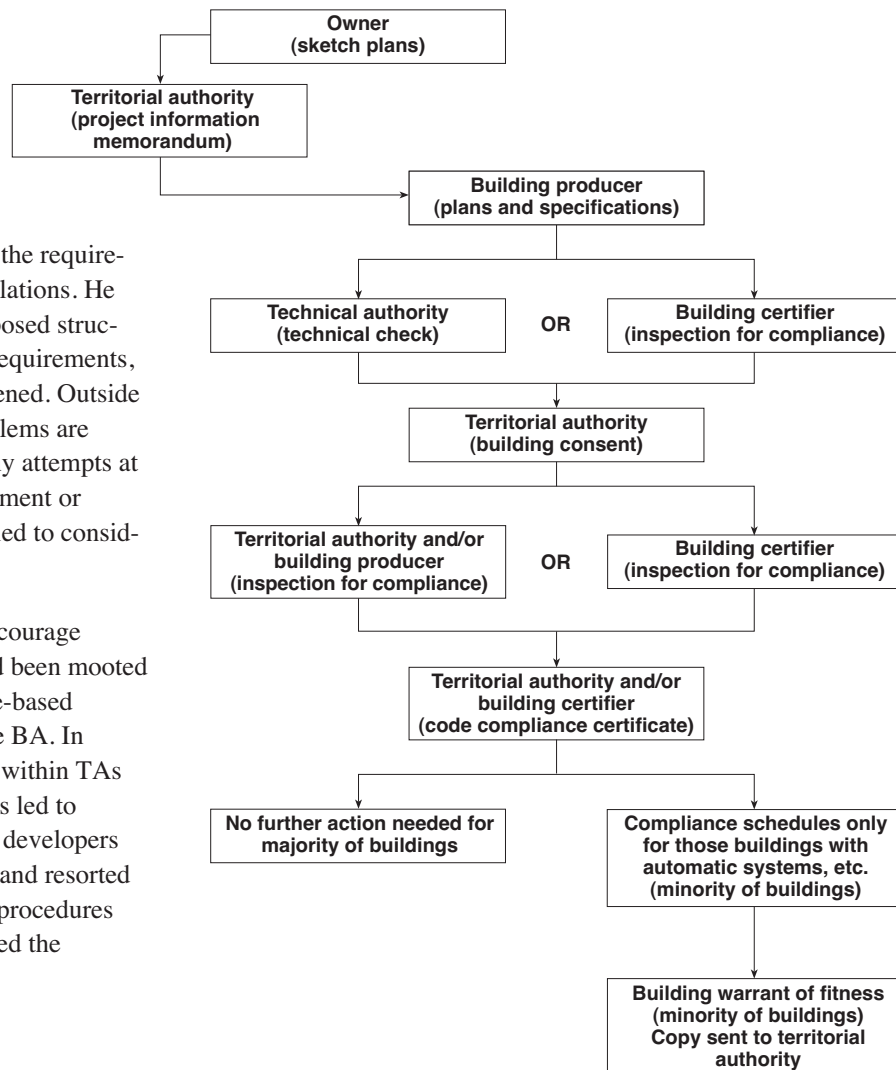 Owner
(sketch plans)
Territorial authority
(project information
memorandum)
Building producer
(plans and specifications)
Technical authority
(technical check)
OR
Building certifier
(inspection for compliance)
Territorial authority
(building consent)
Territorial authority and/or
building producer
(inspection for compliance)
OR
Building certifier
(inspection for compliance)
Territorial authority and/or
building certifier
(code compliance certificate)
No further action needed for
majority of buildings
Compliance schedules only
for those buildings with
automatic systems, etc.
(minority of buildings)
Building warrant of fitness
(minority of buildings)
Copy sent to territorial
authority
the require-
lations. He
posed struc-
equirements,
ened. Outside
lems are
y attempts at
ment or
ed to consid-
courage
d been mooted
e-based
e BA. In
within TAs
s led to
developers
and resorted
procedures
ed the